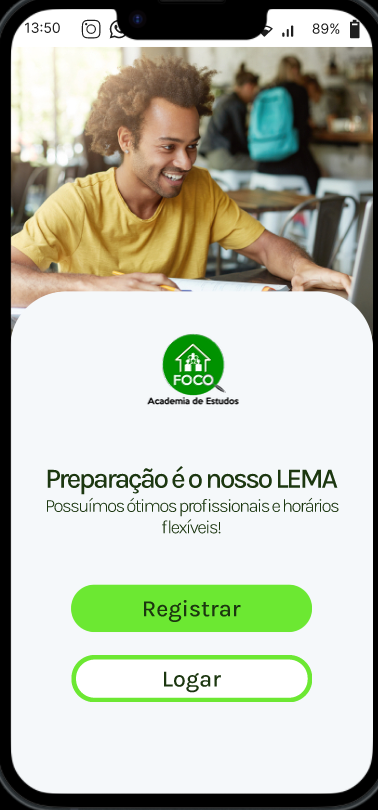 13:50 89%
FOCO
Academia de Estudos
Preparação é o nosso LEMA
Possuímos ótimos profissionais e horários
flexíveis!
Registrar
Logar